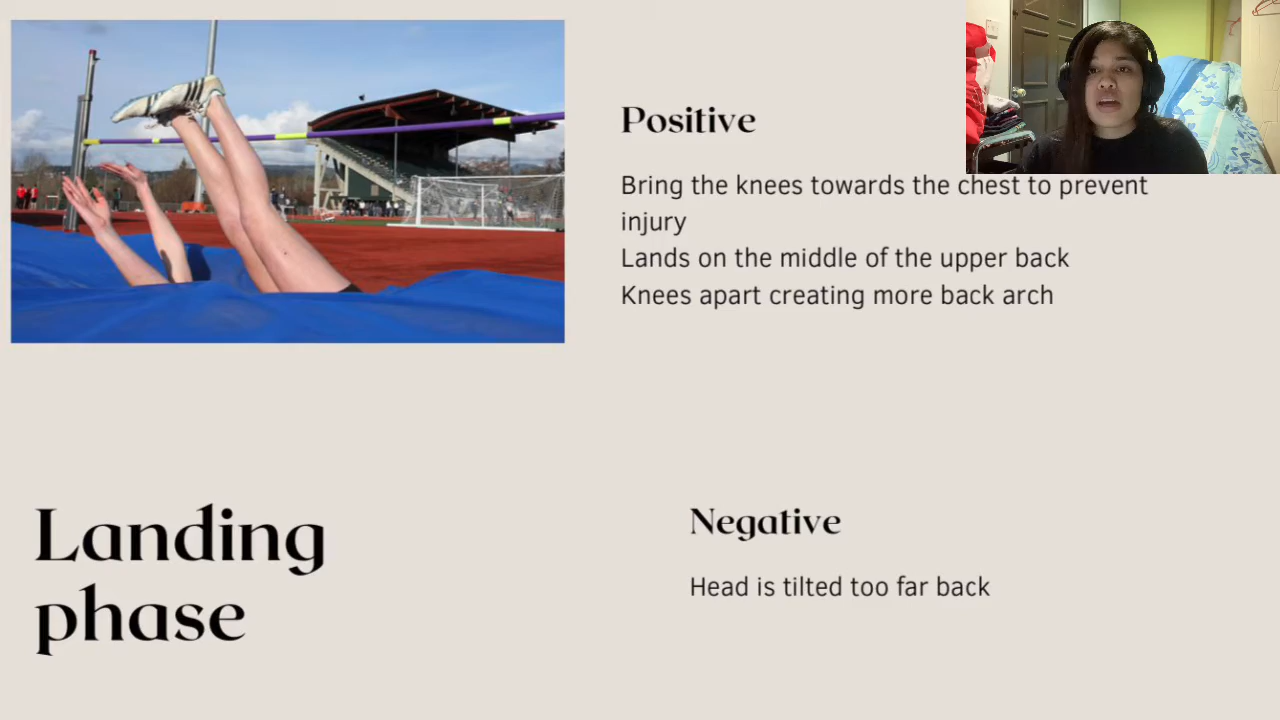 Positive
Bring the knees towards the chest to prevent
injury
Lands on the middle of the upper back
Knees apart creating more back arch
Landing
phase
Negative
Head is tilted too far back